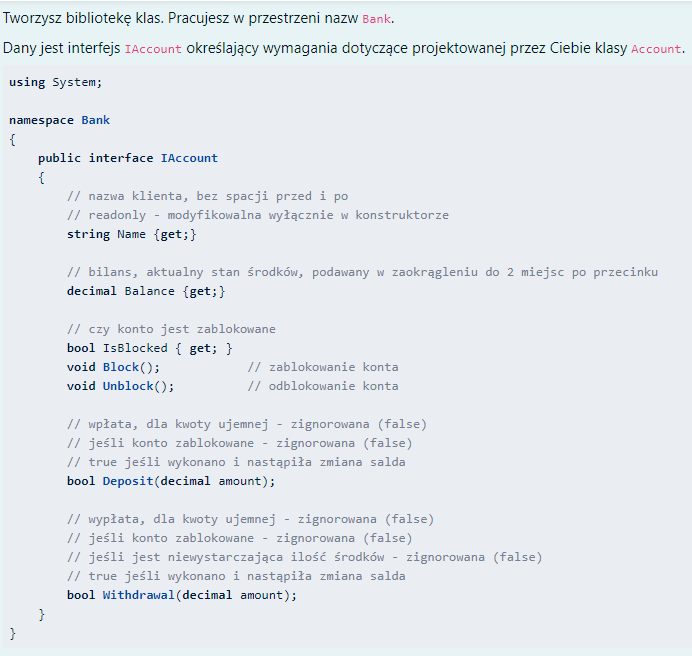 Tworzysz bibliotekę klas. Pracujesz w przestrzeni nazw Bank.
Dany jest interfejs IAccount określający wymagania dotyczące projektowanej przez Ciebie klasy Account.
using System;
namespace Bank
{
    public interface IAccount
    {
        // nazwa klienta, bez spacji przed i po
        // readonly - modyfikowalna wyłącznie w konstruktorze
        string Name {get;}
        // bilans, aktualny stan środków, podawany w zaokrągleniu do 2 miejsc po przecinku
        decimal Balance {get;}
        // czy konto jest zablokowane
        bool IsBlocked { get; }
        void Block();            // zablokowanie konta
        void Unblock();          // odblokowanie konta
        // wpłata, dla kwoty ujemnej - zignorowana (false)
        // jeśli konto zablokowane - zignorowana (false)
        // true jeśli wykonano i nastąpiła zmiana salda
        bool Deposit(decimal amount);
        // wypłata, dla kwoty ujemnej - zignorowana (false)
        // jeśli konto zablokowane - zignorowana (false)
        // jeśli jest niewystarczająca ilość środków - zignorowana (false)
        // true jeśli wykonano i nastąpiła zmiana salda
        bool Withdrawal(decimal amount);
    }
}